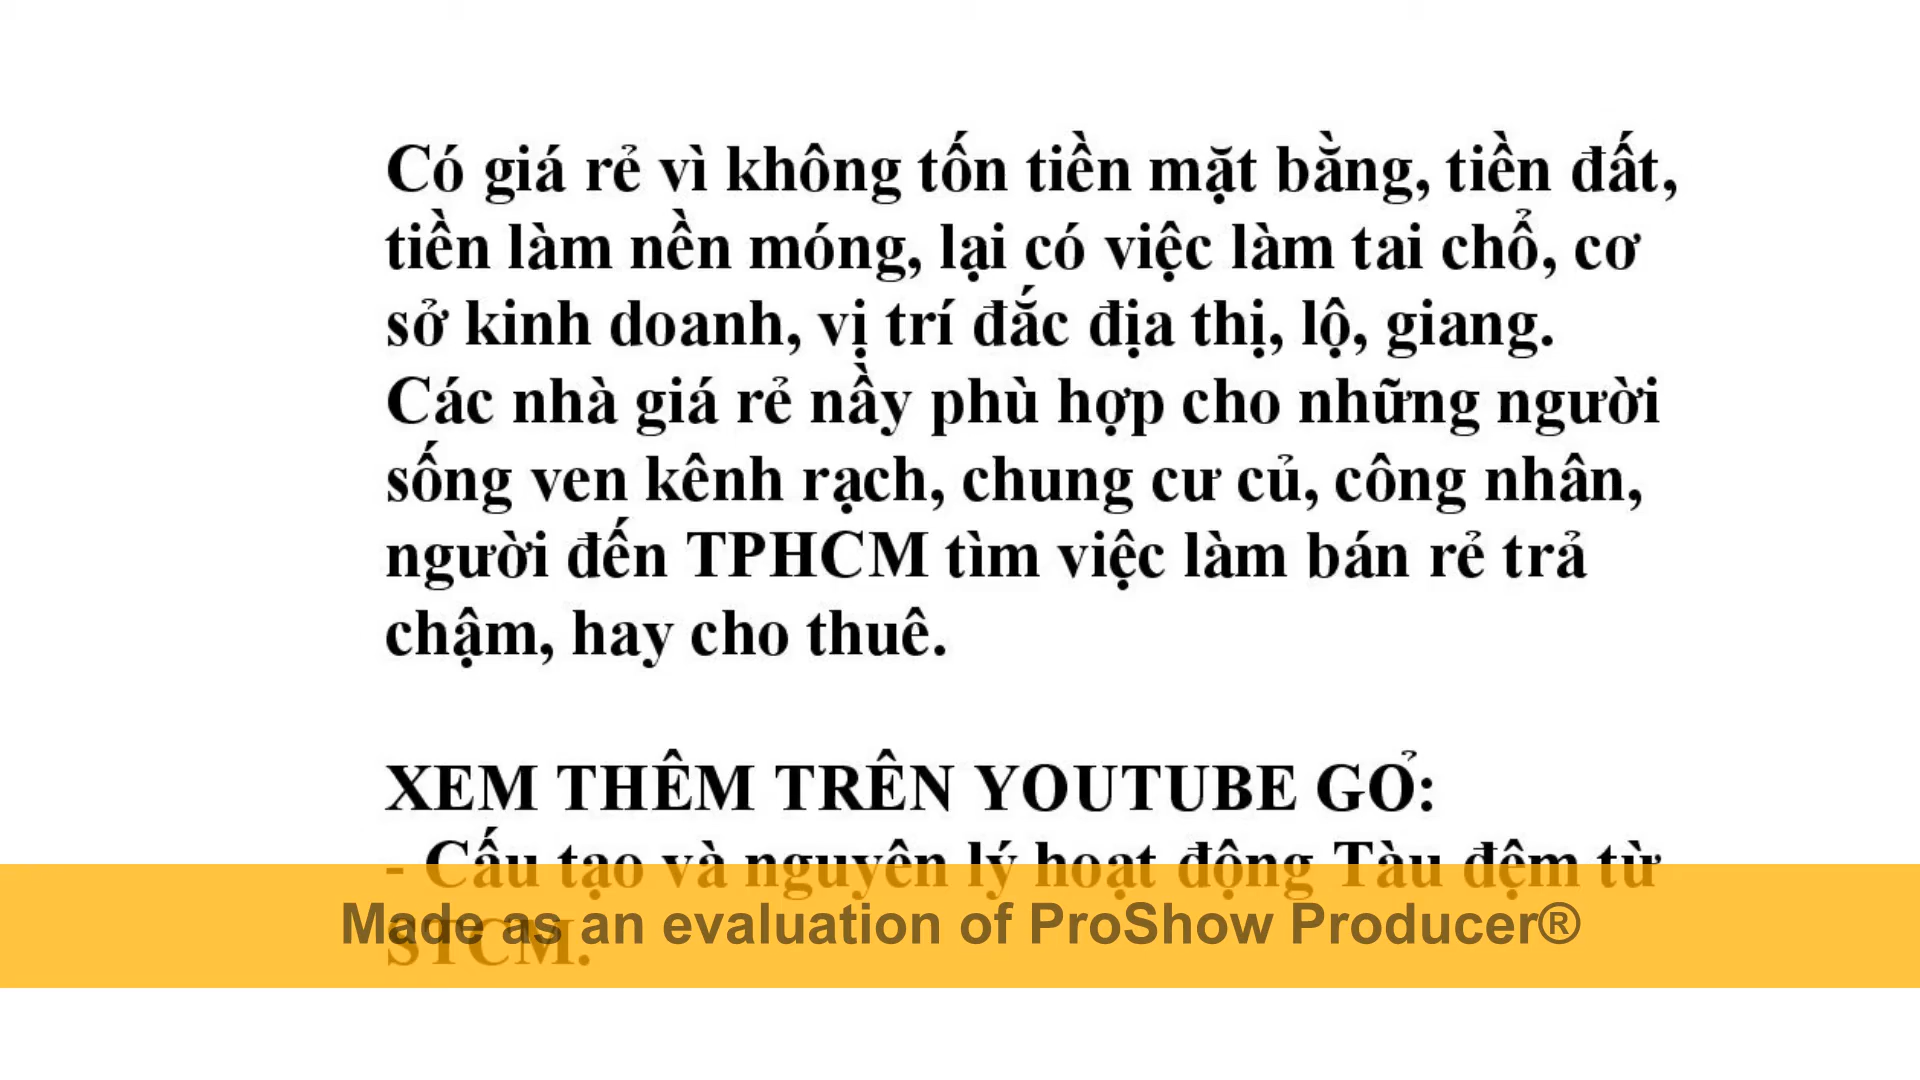 Có giá rẻ vì không tốn tiền mặt bằng, tiền đất,
tiền làm nền móng, lại có việc làm tai chổ, cơ
sở kinh doanh, vị trí đắc địa thị, lộ, giang.
Các nhà giá rẻ nầy phù hợp cho những người
sống ven kênh rạch, chung cư củ, công nhân,
người đến TPHCM tìm việc làm bán rẻ trả
chậm, hay cho thuê.
XEM THÊM TRÊN YOUTUBE GỎ:
- Cấu tạo và nguyên lý hoạt động Tàu đệm từ
Made as an evaluation of ProShow Producer®
STCM.